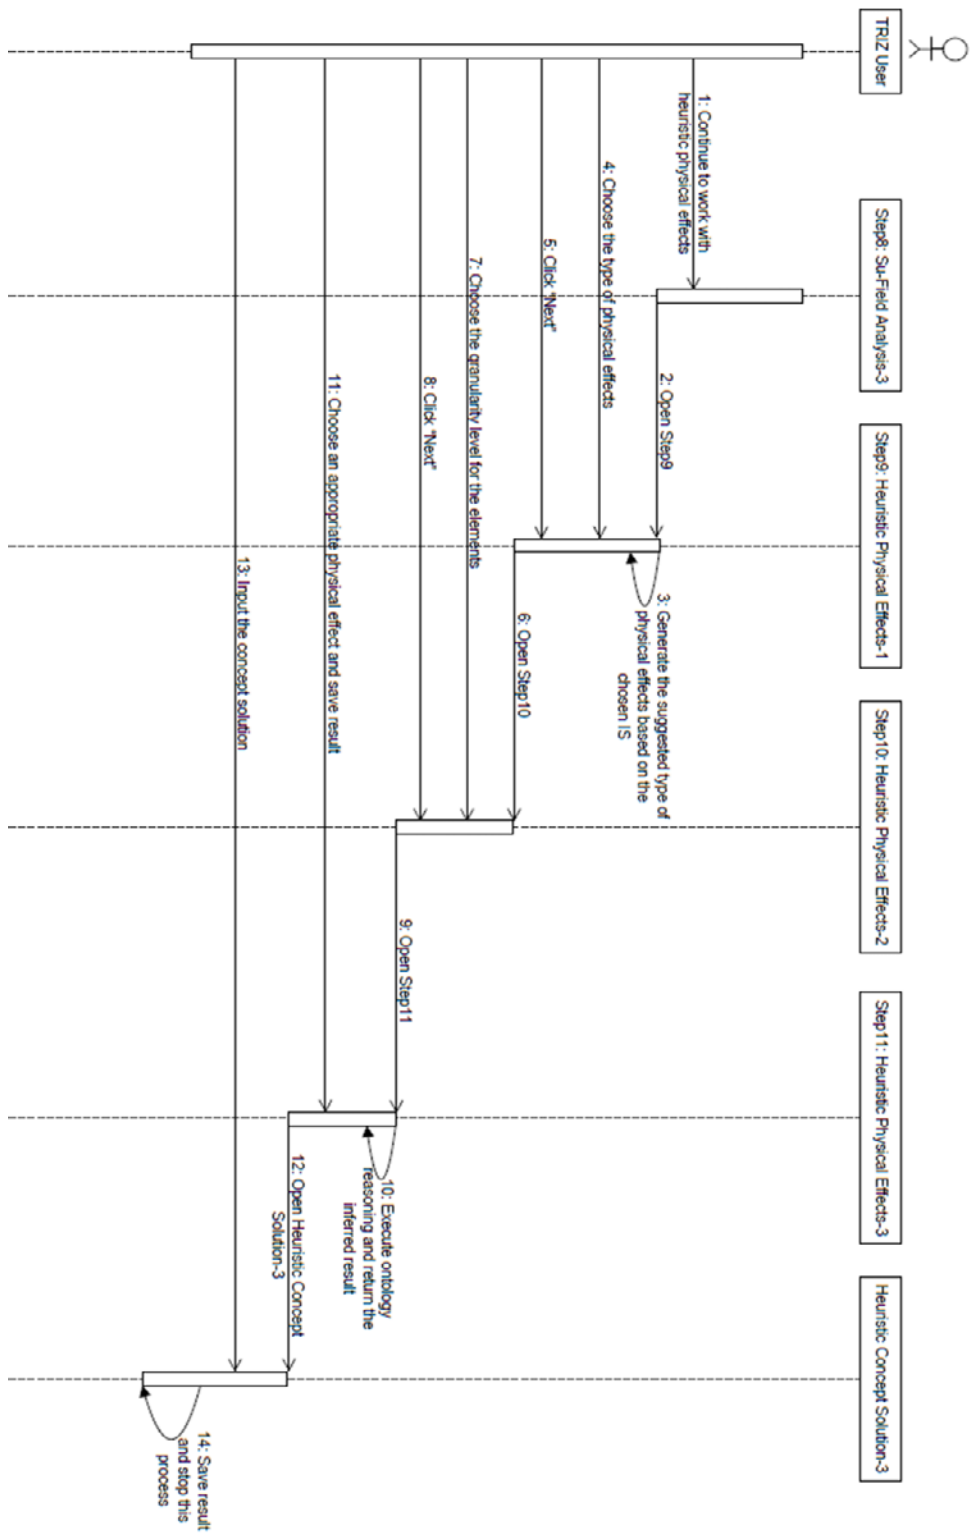 TRIZ User
Step8: Su-Field Analysis-3
Step9: Heuristic Physical Effects-1
Step10: Heuristic Physical Effects-2
Step11: Heuristic Physical Effects-3
Heuristic Concept Solution-3
1: Continue to work with
heuristic physical effects
2: Open Step9
3: Generate the suggested type of
physical effects based on the
chosen IS
4: Choose the type of physical effects
5: Click "Next"
6: Open Step10
7: Choose the granularity level for the elements
8: Click "Next"
9: Open Step11
10: Execute ontology
reasoning and return the
inferred result
11: Choose an appropriate physical effect and save result
12: Open Heuristic Concept
Solution-3
13: Input the concept solution
14: Save result
and stop this
process